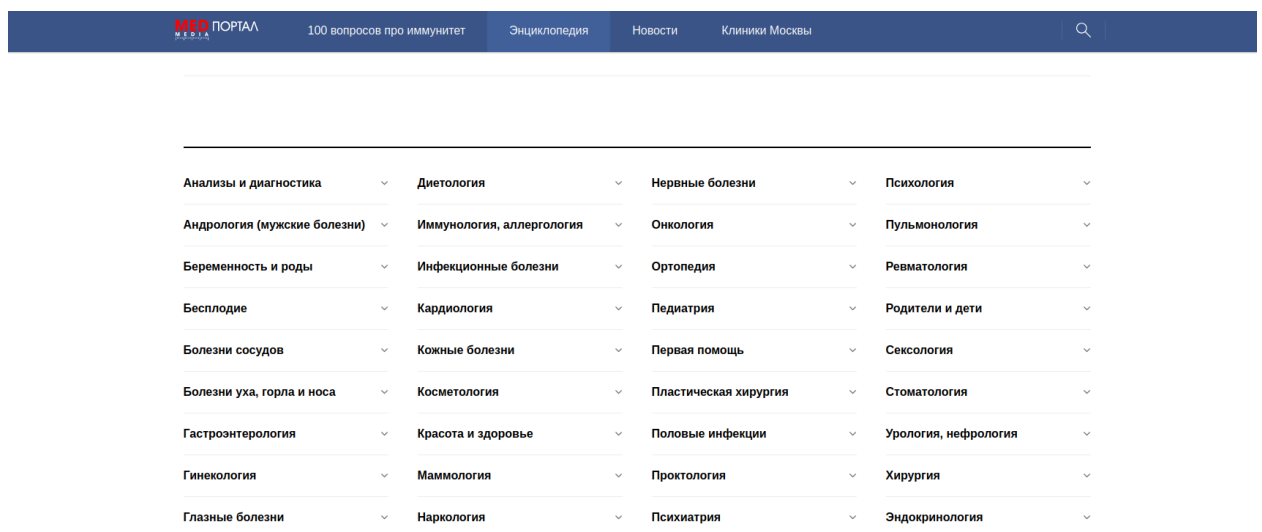 MED ПОРТАЛ
MEDIA
100 вопросов про иммунитет
Энциклопедия
Новости
Клиники Москвы
Анализы и диагностика
Андрология (мужские болезни)
Беременность и роды
Бесплодие
Болезни сосудов
Болезни уха, горла и носа
Гастроэнтерология
Гинекология
Глазные болезни
Диетология
Иммунология, аллергология
Инфекционные болезни
Кардиология
Кожные болезни
Косметология
Красота и здоровье
Маммология
Наркология
Нервные болезни
Онкология
Ортопедия
Педиатрия
Первая помощь
Пластическая хирургия
Половые инфекции
Проктология
Психиатрия
Психология
Пульмонология
Ревматология
Родители и дети
Сексология
Стоматология
Урология, нефрология
Хирургия
Эндокринология